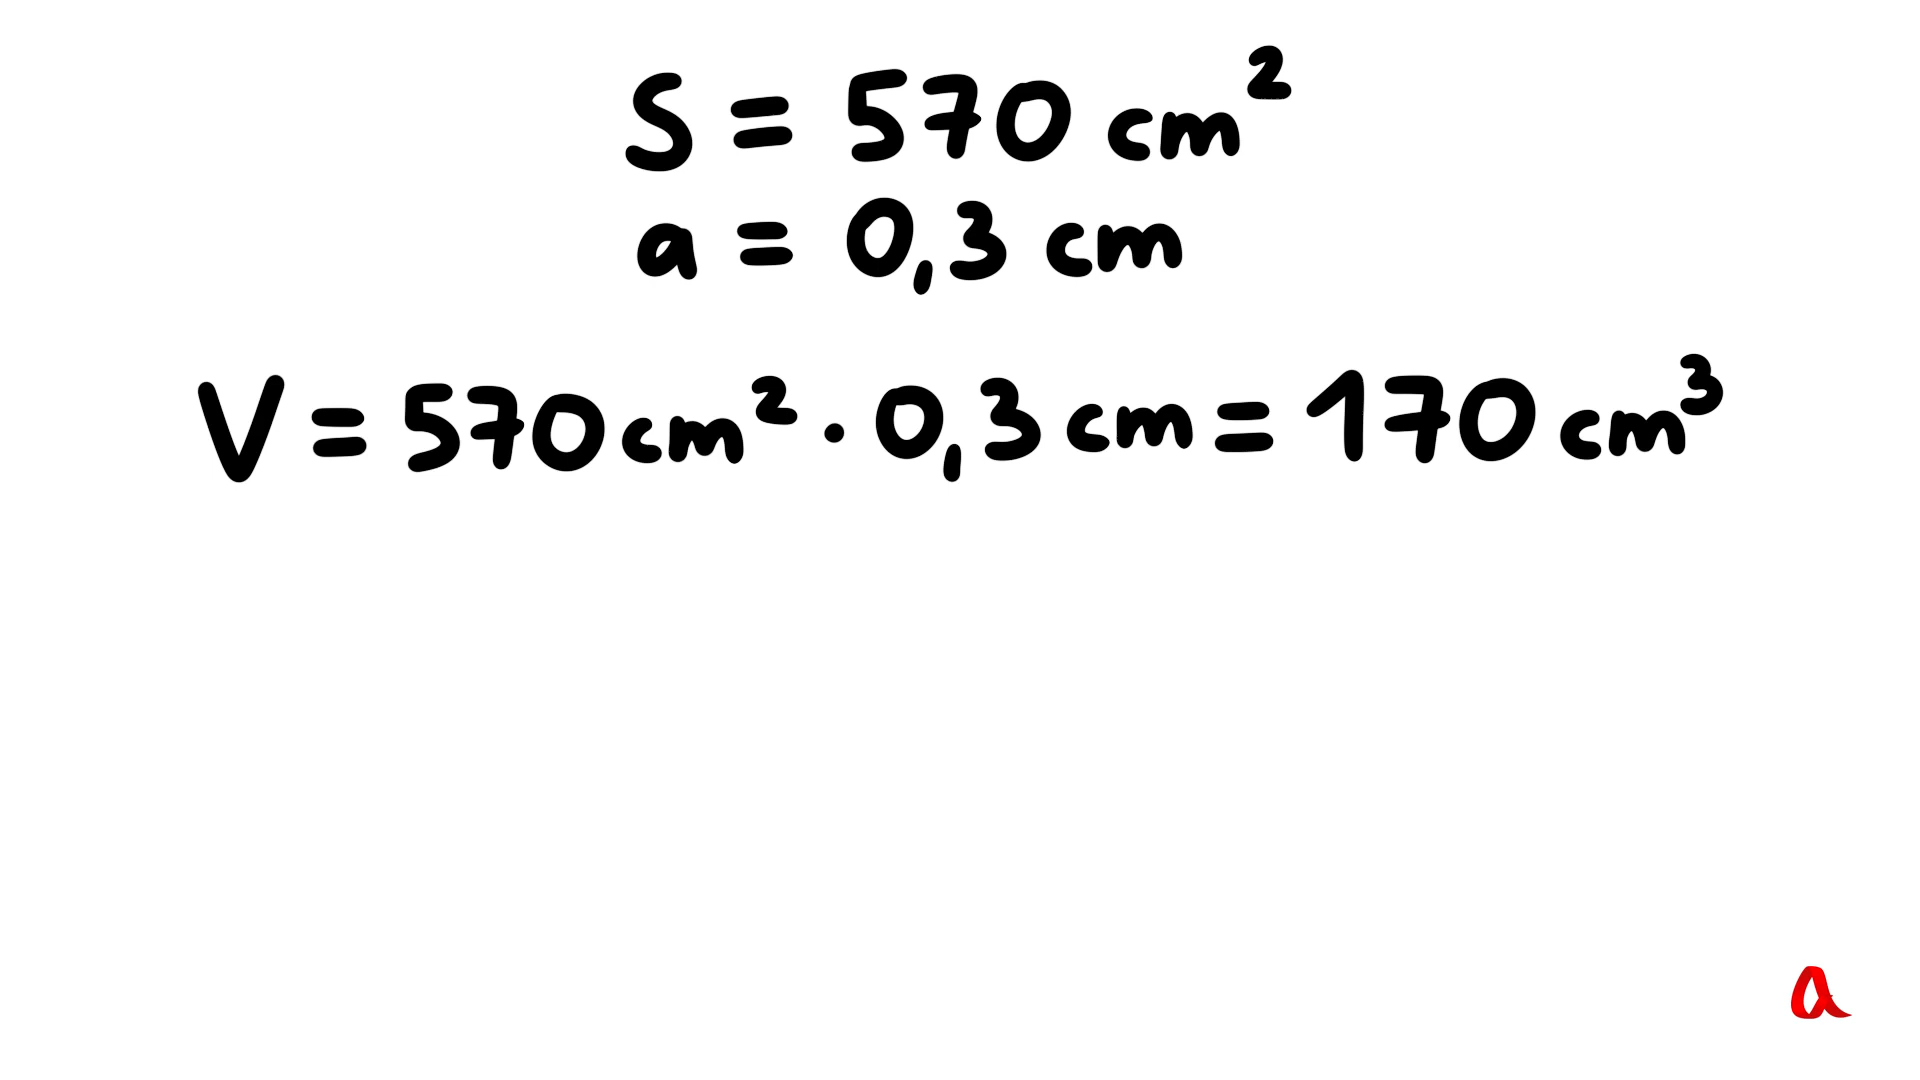 S = 570 cm²
a = 0,3 cm
V = 570 cm² · 0,3 cm = 170 cm³
a